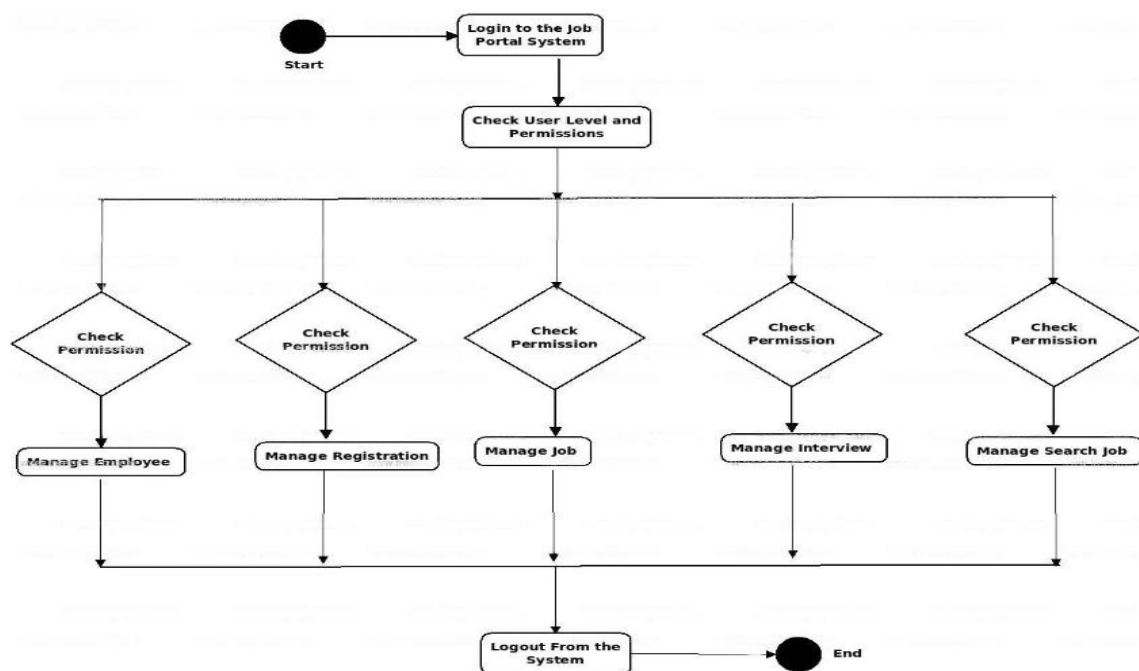 Login to the Job
Portal System
Start
Check User Level and
Permissions
Check
Permission
Check
Permission
Check
Permission
Check
Permission
Check
Permission
Manage Employee
Manage Registration
Manage Job
Manage Interview
Manage Search Job
Logout From the
System
End